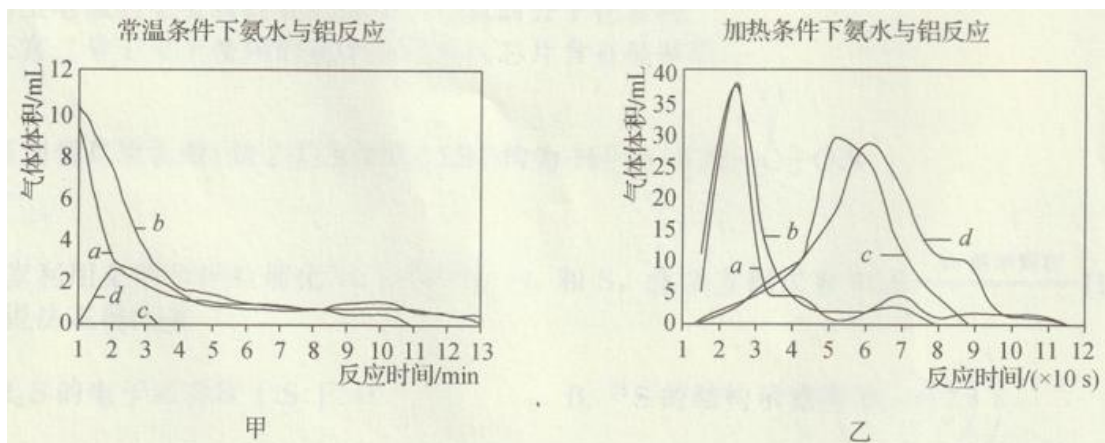 常温条件下氨水与铝反应
气体体积/mL
12
10
8
6
4
2
0
a
b
c
d
1 2 3 4 5 6 7 8 9 10 11 12 13
反应时间/min
甲
加热条件下氨水与铝反应
气体体积/mL
40
35
30
25
20
15
10
5
0
a
b
c
d
1 2 3 4 5 6 7 8 9 10 11 12
反应时间/(×10 s)
乙